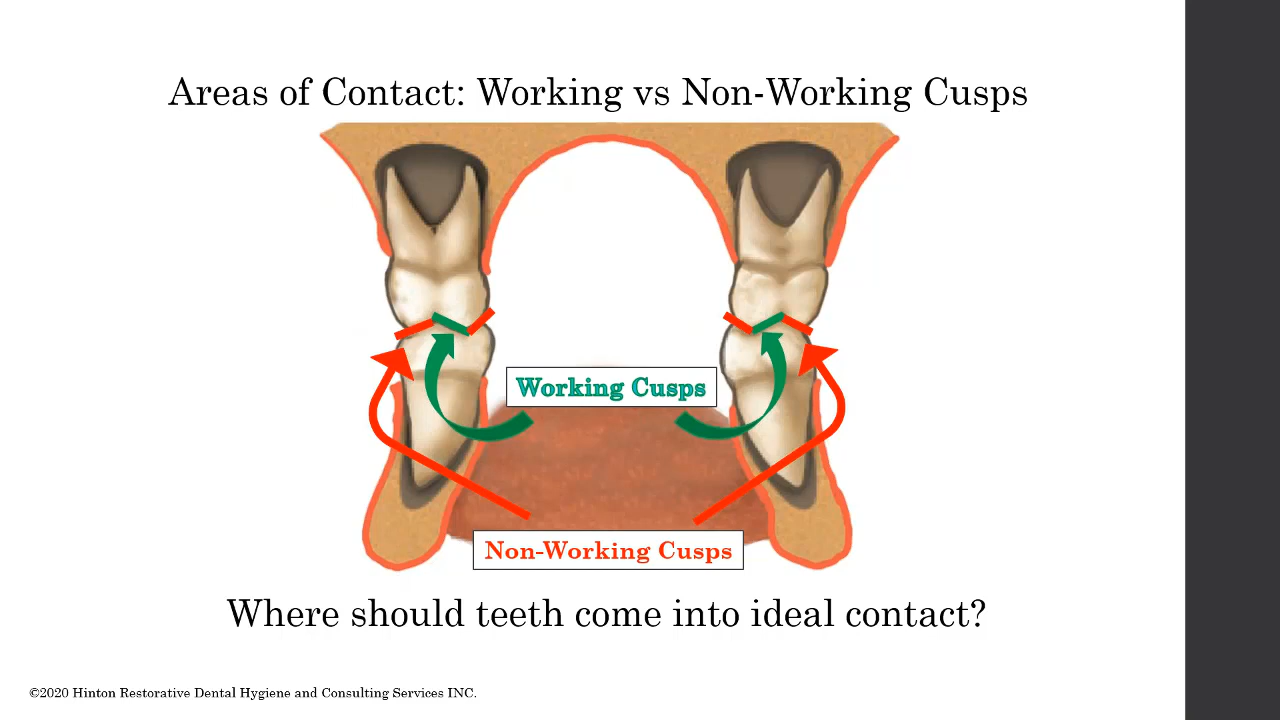 Areas of Contact: Working vs Non-Working Cusps
Working Cusps
Non-Working Cusps
Where should teeth come into ideal contact?
©2020 Hinton Restorative Dental Hygiene and Consulting Services INC.